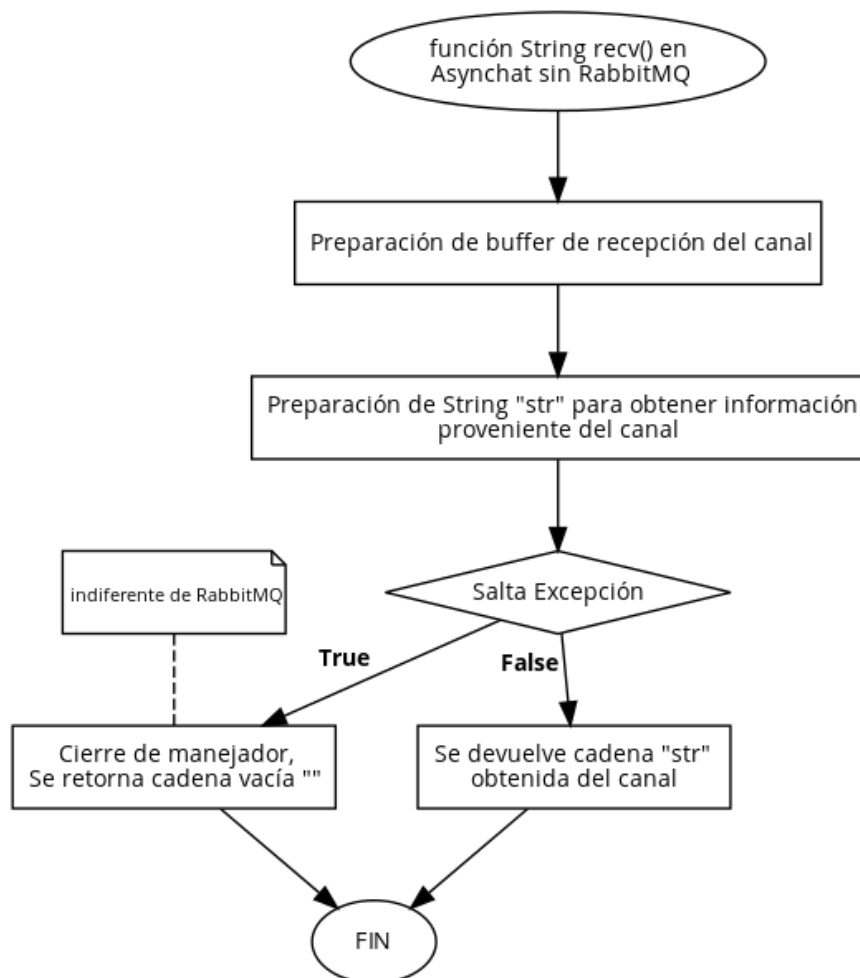 función String recv() en
Asynchat sin RabbitMQ
Preparación de buffer de recepción del canal
Preparación de String "str" para obtener información
proveniente del canal
Salta Excepción
indiferente de RabbitMQ
True
False
Cierre de manejador,
Se retorna cadena vacía ""
Se devuelve cadena "str"
obtenida del canal
FIN